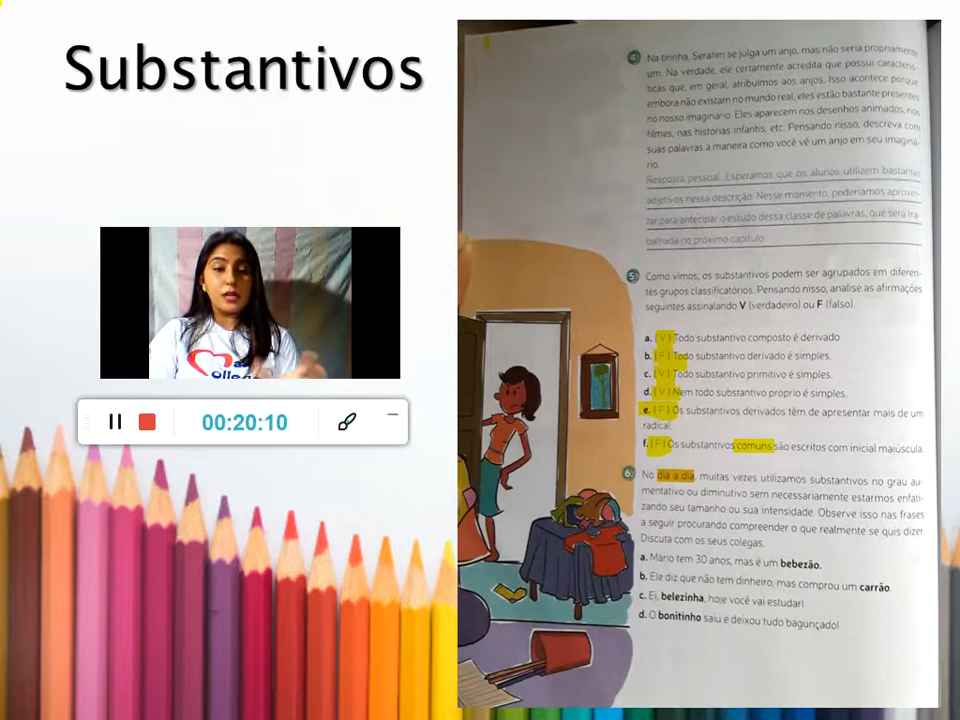 Substantivos
00:20:10
4. Na tirinha, Serafim se julga um anjo, mas não seria propriamente
um. Na verdade, ele certamente acredita que possui caracterís-
ticas que, em geral, atribuímos aos anjos. Isso acontece porque,
embora não existam no mundo real, eles estão bastante presentes
no nosso imaginário. Eles aparecem nos desenhos animados, nos
filmes, nas histórias infantis, etc. Pensando nisso, descreva com
suas palavras a maneira como você vê um anjo em seu imaginá-
rio.
Resposta pessoal. Esperamos que os alunos utilizem bastantes
adjetivos nessa descrição. Nesse momento, poderíamos aprovei-
tar para antecipar o estudo dessa classe de palavras, que será tra-
balhada no próximo capítulo.
5. Como vimos, os substantivos podem ser agrupados em diferen-
tes grupos classificatórios. Pensando nisso, analise as afirmações
seguintes assinalando V (verdadeiro) ou F (falso).
a. (V) Todo substantivo composto é derivado
b. (F) Todo substantivo derivado é simples.
c. (V) Todo substantivo primitivo é simples.
d. (V) Nem todo substantivo próprio é simples.
e. (F) Os substantivos derivados têm de apresentar mais de um
radical.
f. (F) Os substantivos comuns são escritos com inicial maiúscula.
6. No dia a dia, muitas vezes utilizamos substantivos no grau au-
mentativo ou diminutivo sem necessariamente estarmos enfati-
zando seu tamanho ou sua intensidade. Observe isso nas frases
a seguir procurando compreender o que realmente se quis dizer.
Discuta com os seus colegas.
a. Mário tem 30 anos, mas é um bebezão.
b. Ele diz que não tem dinheiro, mas comprou um carrão.
c. Ei, belezinha, hoje você vai estudar!
d. O bonitinho saiu e deixou tudo bagunçado!